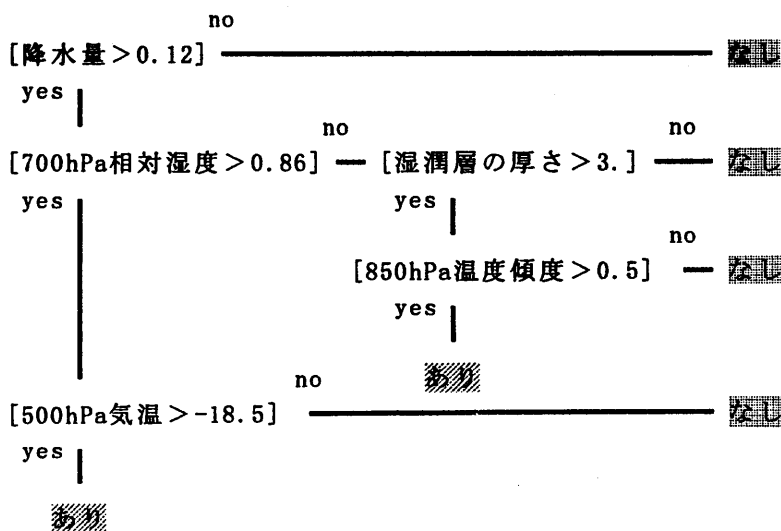 no
[降水量＞0.12] なし
yes
no no
[700hPa相対湿度＞0.86] [湿潤層の厚さ＞3.] なし
yes yes
no
[850hPa温度傾度＞0.5] なし
yes
no あり
[500hPa気温＞-18.5] なし
yes
あり